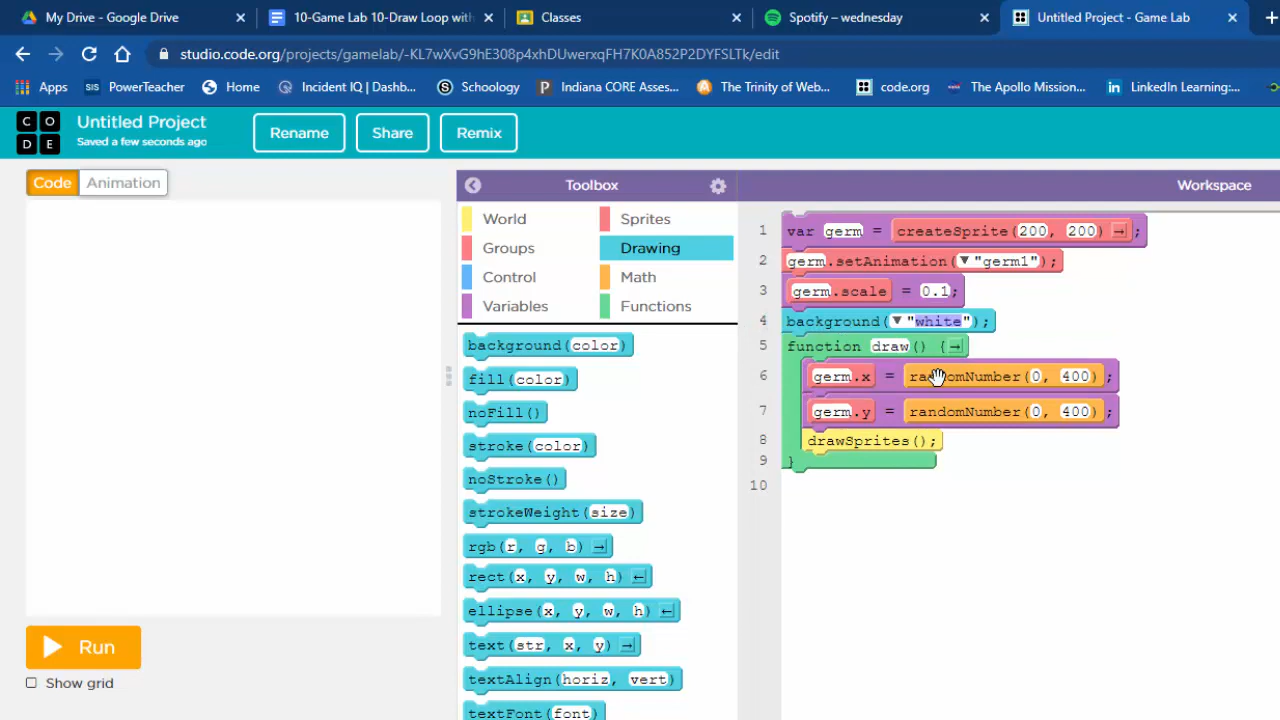 My Drive - Google Drive
10-Game Lab 10-Draw Loop with
Classes
Spotify – wednesday
Untitled Project - Game Lab
studio.code.org/projects/gamelab/-KL7wXvG9hE308p4xhDUwerxqFH7K0A852P2DYFSLTk/edit
Apps
SIS PowerTeacher
Home
Incident IQ | Dashb...
S Schoology
P Indiana CORE Asses...
The Trinity of Web...
code.org
The Apollo Mission...
in LinkedIn Learning:...
C O
D E
Untitled Project
Saved a few seconds ago
Rename
Share
Remix
Code
Animation
Toolbox
Workspace
World
Sprites
Groups
Drawing
Control
Math
Variables
Functions
background(color)
fill(color)
noFill()
stroke(color)
noStroke()
strokeWeight(size)
rgb(r, g, b) →
rect(x, y, w, h) ←
ellipse(x, y, w, h) ←
text(str, x, y) →
textAlign(horiz, vert)
textFont(font)
1 var germ = createSprite(200, 200) → ;
2 germ.setAnimation(▼"germ1");
3 germ.scale = 0.1;
4 background(▼"white");
5 function draw() { →
6 germ.x = randomNumber(0, 400);
7 germ.y = randomNumber(0, 400);
8 drawSprites();
9 }
10
Run
Show grid